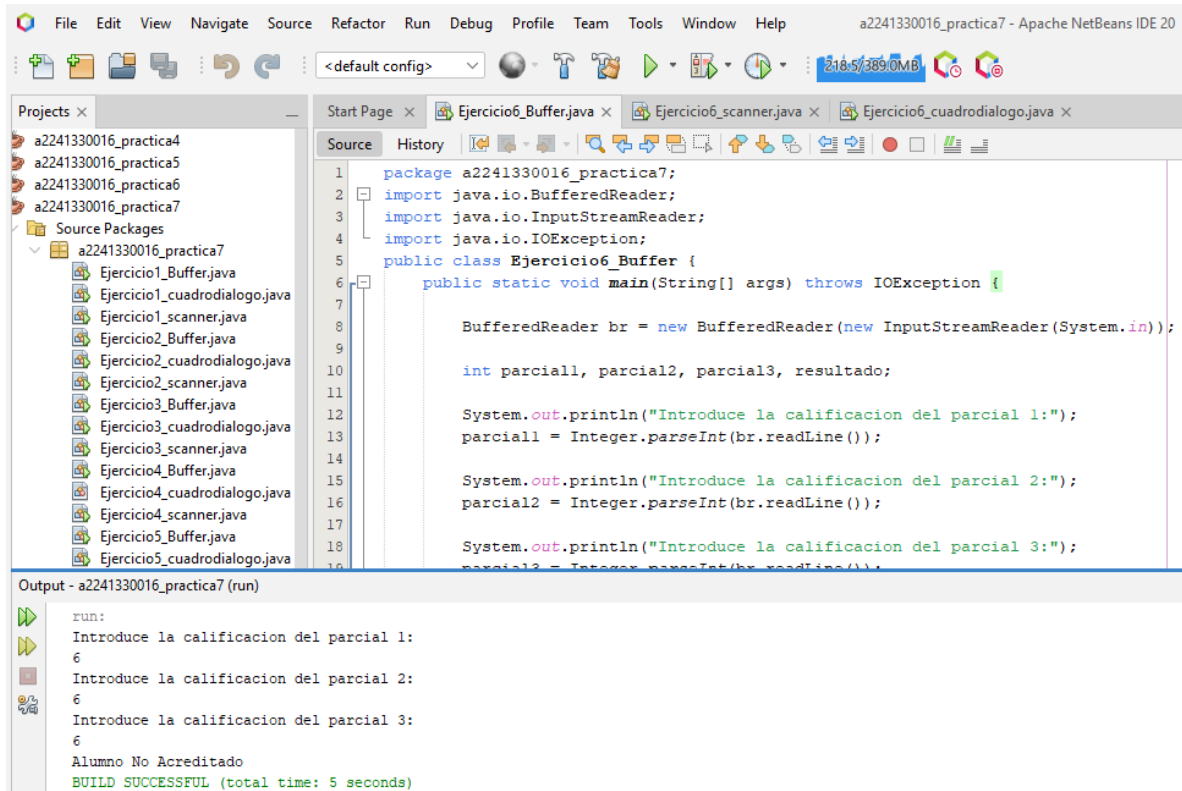 File Edit View Navigate Source Refactor Run Debug Profile Team Tools Window Help a2241330016_practica7 - Apache NetBeans IDE 20
<default config> 218.5/389.0MB
Projects
a2241330016_practica4
a2241330016_practica5
a2241330016_practica6
a2241330016_practica7
Source Packages
a2241330016_practica7
Ejercicio1_Buffer.java
Ejercicio1_cuadrodialogo.java
Ejercicio1_scanner.java
Ejercicio2_Buffer.java
Ejercicio2_cuadrodialogo.java
Ejercicio2_scanner.java
Ejercicio3_Buffer.java
Ejercicio3_cuadrodialogo.java
Ejercicio3_scanner.java
Ejercicio4_Buffer.java
Ejercicio4_cuadrodialogo.java
Ejercicio4_scanner.java
Ejercicio5_Buffer.java
Ejercicio5_cuadrodialogo.java
Start Page Ejercicio6_Buffer.java Ejercicio6_scanner.java Ejercicio6_cuadrodialogo.java
Source History
1 package a2241330016_practica7;
2 import java.io.BufferedReader;
3 import java.io.InputStreamReader;
4 import java.io.IOException;
5 public class Ejercicio6_Buffer {
6 public static void main(String[] args) throws IOException {
7
8 BufferedReader br = new BufferedReader(new InputStreamReader(System.in));
9
10 int parcial1, parcial2, parcial3, resultado;
11
12 System.out.println("Introduce la calificacion del parcial 1:");
13 parcial1 = Integer.parseInt(br.readLine());
14
15 System.out.println("Introduce la calificacion del parcial 2:");
16 parcial2 = Integer.parseInt(br.readLine());
17
18 System.out.println("Introduce la calificacion del parcial 3:");
19 parcial3 = Integer.parseInt(br.readLine());
Output - a2241330016_practica7 (run)
run:
Introduce la calificacion del parcial 1:
6
Introduce la calificacion del parcial 2:
6
Introduce la calificacion del parcial 3:
6
Alumno No Acreditado
BUILD SUCCESSFUL (total time: 5 seconds)